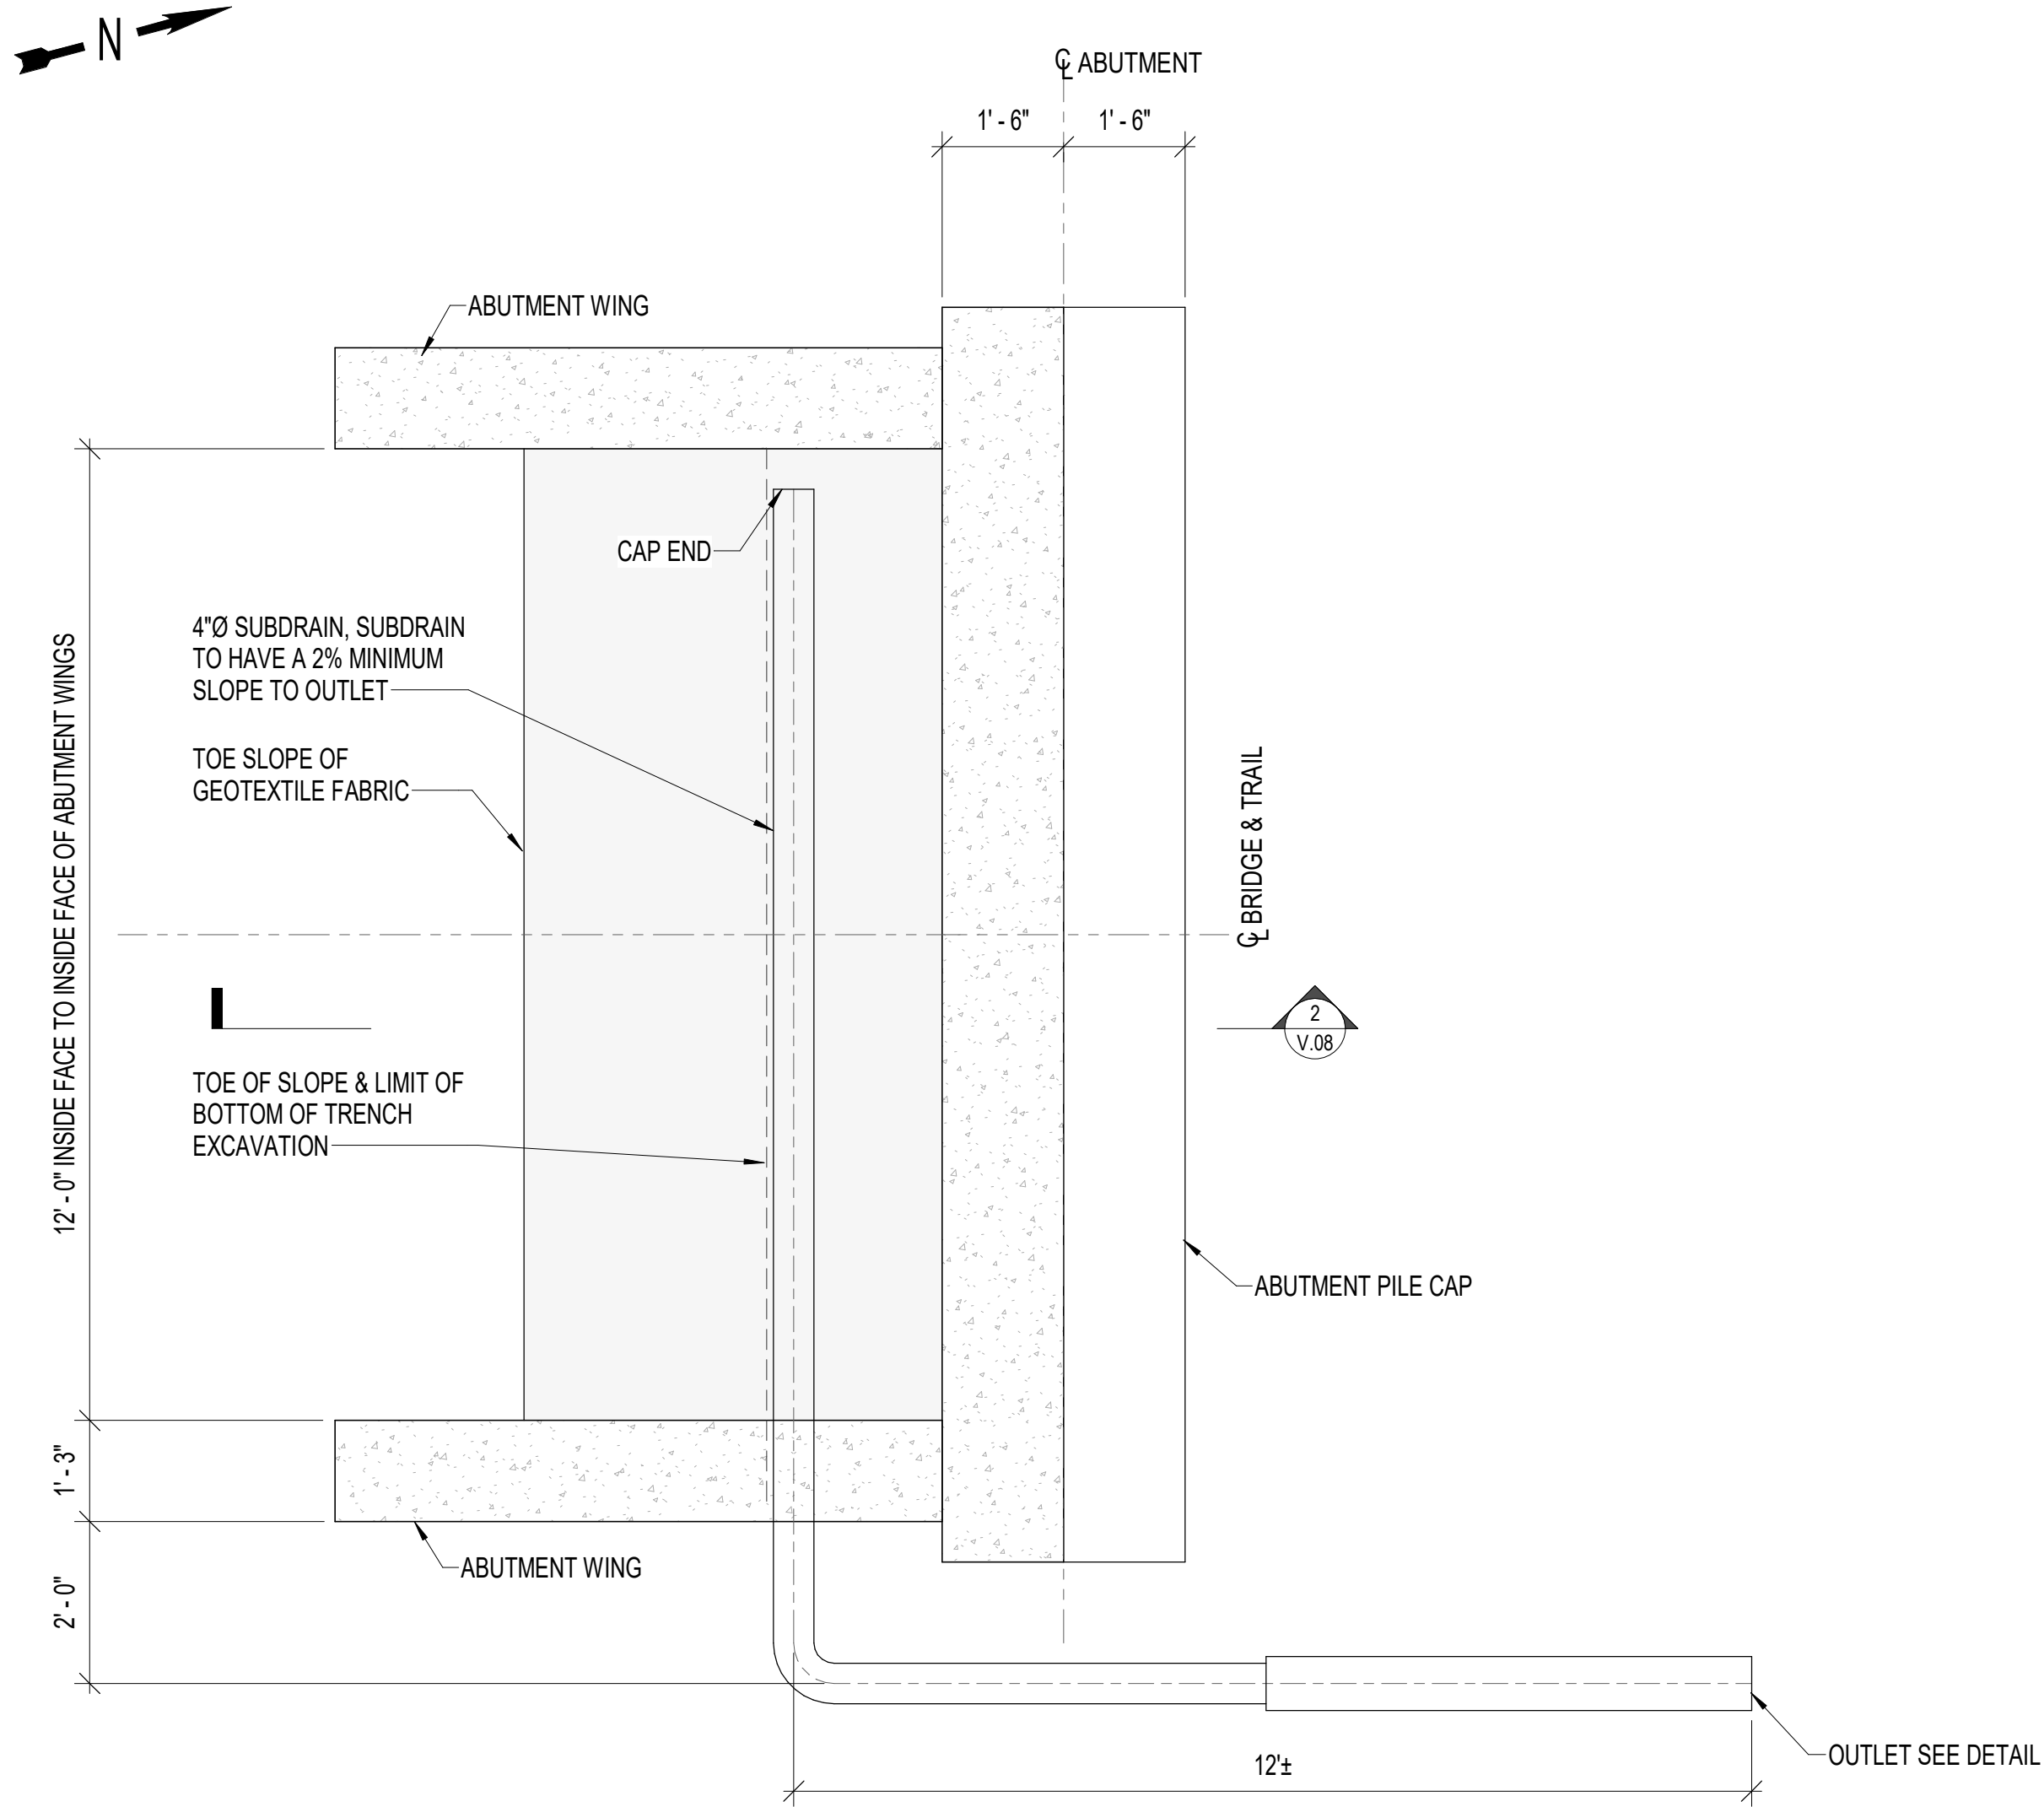 N
℄ ABUTMENT
1' - 6"
1' - 6"
ABUTMENT WING
CAP END
4"Ø SUBDRAIN, SUBDRAIN
TO HAVE A 2% MINIMUM
SLOPE TO OUTLET
TOE SLOPE OF
GEOTEXTILE FABRIC
12' - 0" INSIDE FACE TO INSIDE FACE OF ABUTMENT WINGS
℄ BRIDGE & TRAIL
2
V.08
TOE OF SLOPE & LIMIT OF
BOTTOM OF TRENCH
EXCAVATION
ABUTMENT PILE CAP
1' - 3"
ABUTMENT WING
2' - 0"
OUTLET SEE DETAIL
12'±